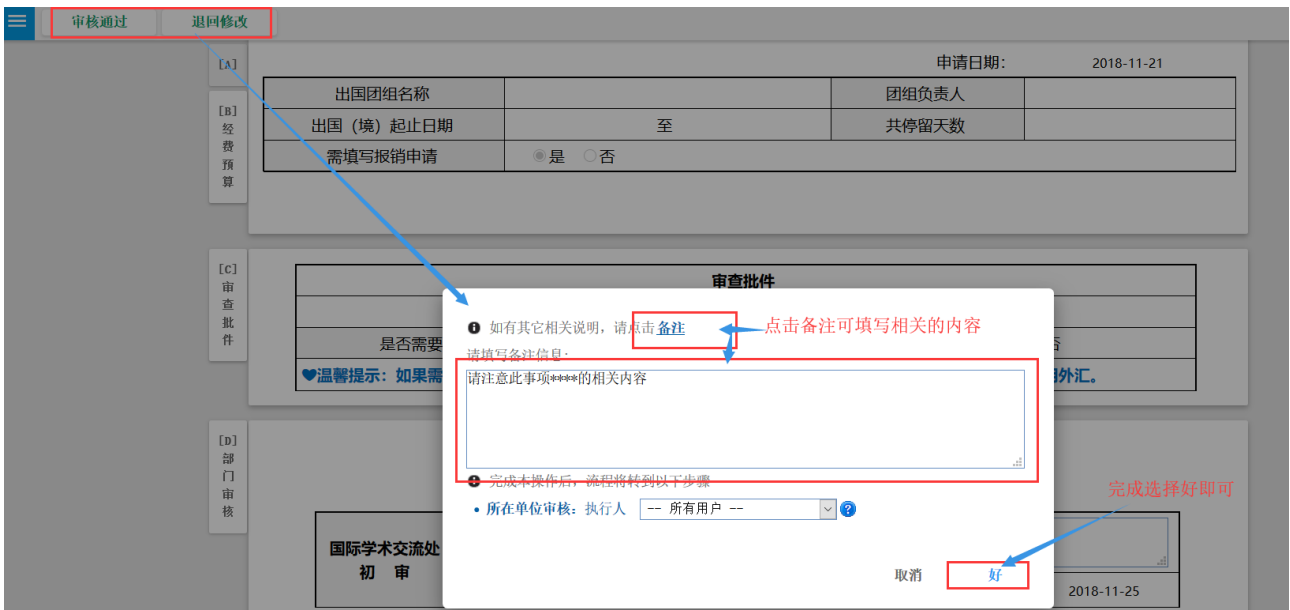 审核通过 退回修改
[A]
申请日期： 2018-11-21
出国团组名称 团组负责人
出国（境）起止日期 至 共停留天数
需填写报销申请 是 否
[B]
经
费
预
算
[C]
审
查
批
件
审查批件
是否需要
♥温馨提示：如果需
外汇。
如有其它相关说明，请点击备注
点击备注可填写相关的内容
请填写备注信息：
请注意此事项****的相关内容
完成本操作后，流程将转到以下步骤
• 所在单位审核：执行人 -- 所有用户 --
完成选择好即可
取消 好
[D]
部
门
审
核
国际学术交流处
初 审
2018-11-25